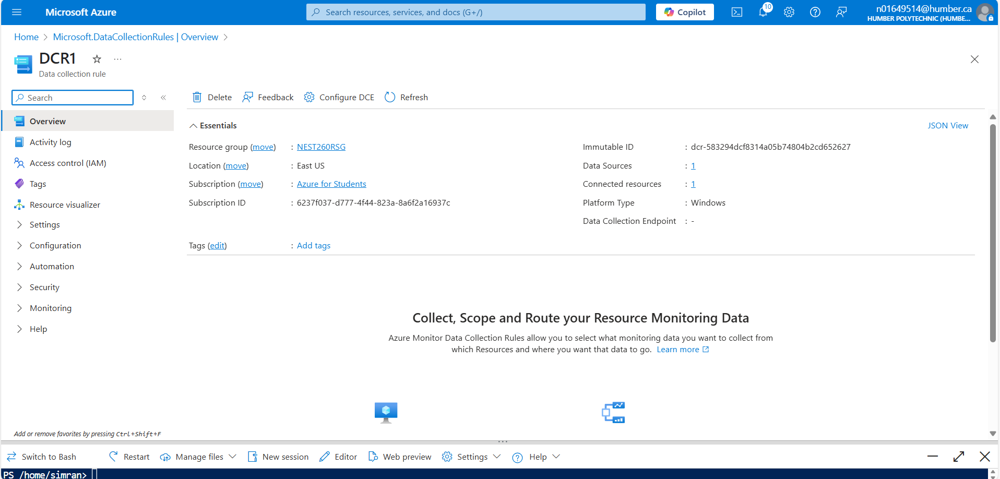 Microsoft Azure
Search resources, services, and docs (G+/)
Copilot
10
n01649514@humber.ca
HUMBER POLYTECHNIC (HUMBE...
Home > Microsoft.DataCollectionRules | Overview >
DCR1
Data collection rule
Search
Delete
Feedback
Configure DCE
Refresh
Overview
Activity log
Access control (IAM)
Tags
Resource visualizer
Settings
Configuration
Automation
Security
Monitoring
Help
Add or remove favorites by pressing Ctrl+Shift+F
Essentials
JSON View
Resource group (move) : NEST260RSG
Location (move) : East US
Subscription (move) : Azure for Students
Subscription ID : 6237f037-d777-4f44-823a-8a6f2a16937c
Immutable ID : dcr-583294dcf8314a05b74804b2cd652627
Data Sources : 1
Connected resources : 1
Platform Type : Windows
Data Collection Endpoint : -
Tags (edit) : Add tags
Collect, Scope and Route your Resource Monitoring Data
Azure Monitor Data Collection Rules allow you to select what monitoring data you want to collect from
which Resources and where you want that data to go. Learn more
Switch to Bash
Restart
Manage files
New session
Editor
Web preview
Settings
Help
PS /home/simran>